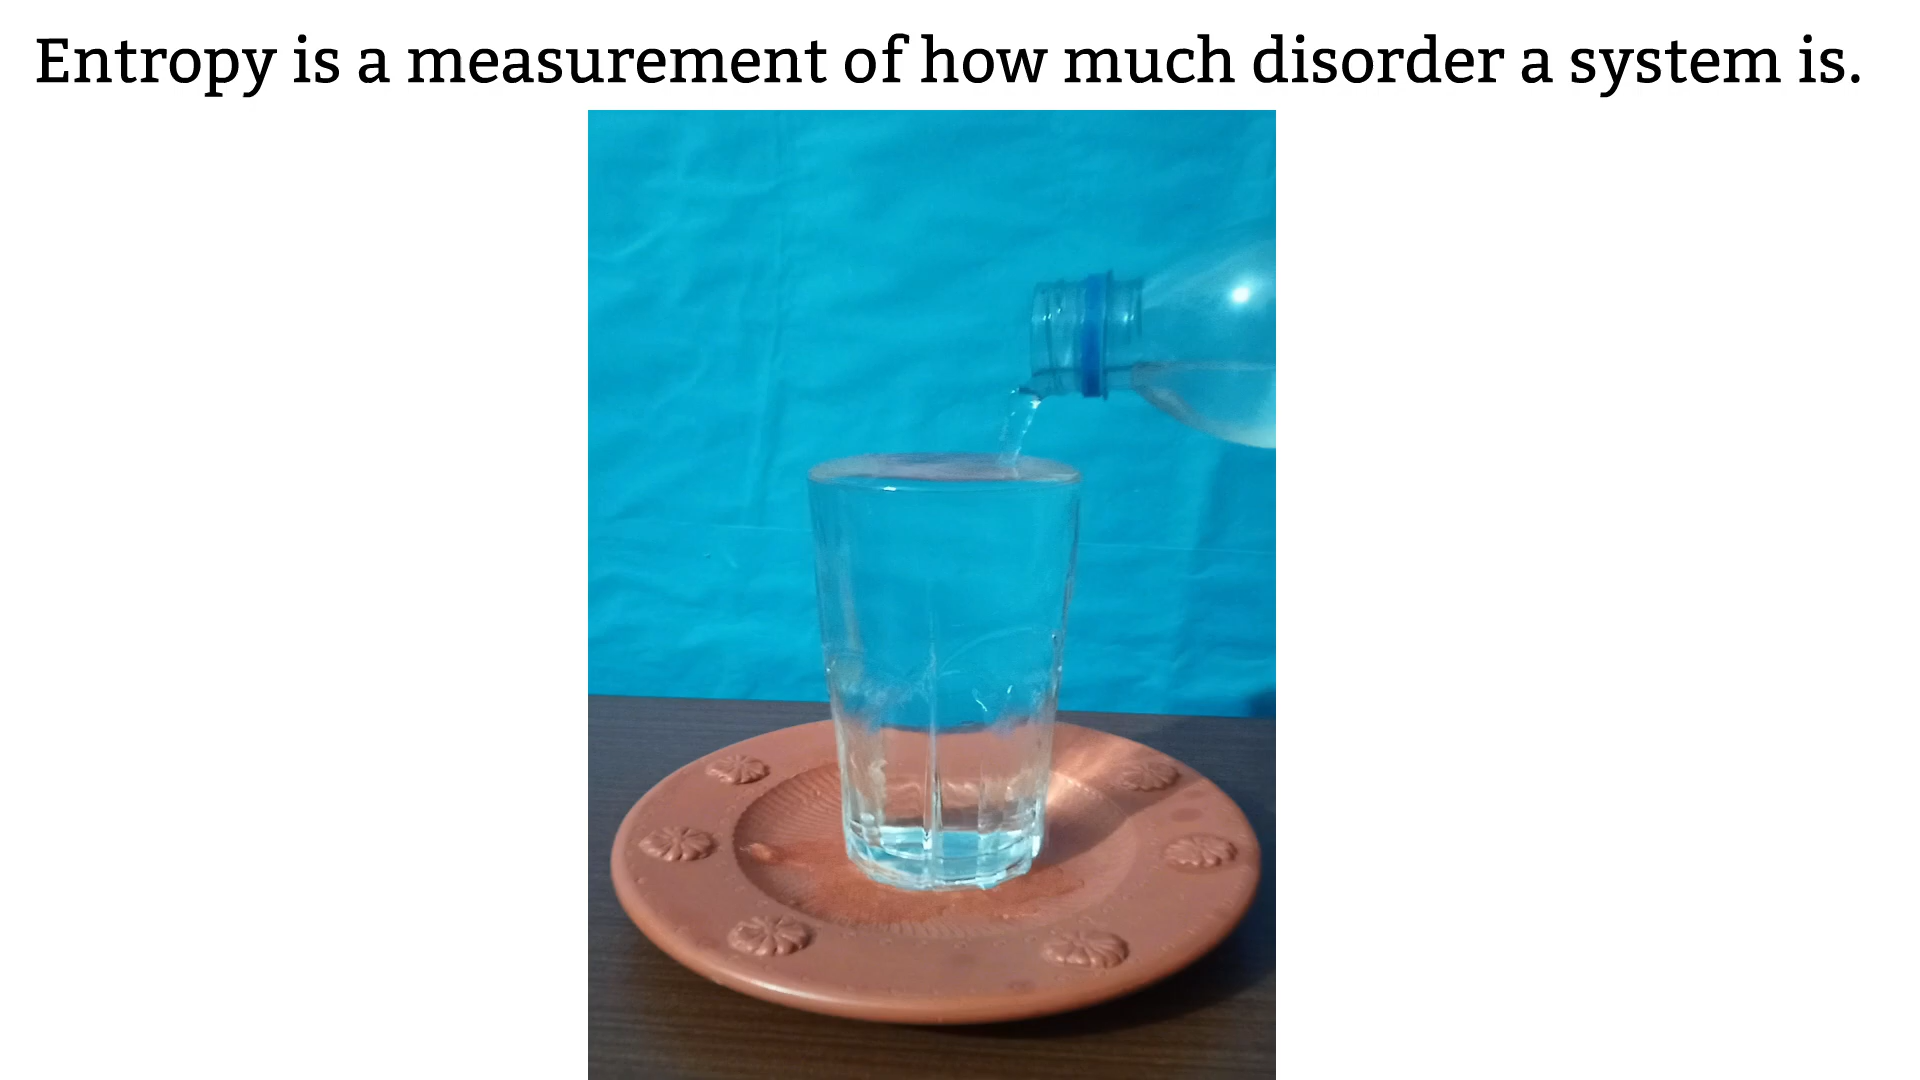 Entropy is a measurement of how much disorder a system is.